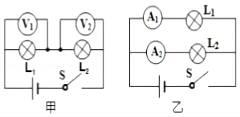 V₁ V₂
L₁ L₂
S
甲
A₁ L₁
A₂ L₂
S
乙